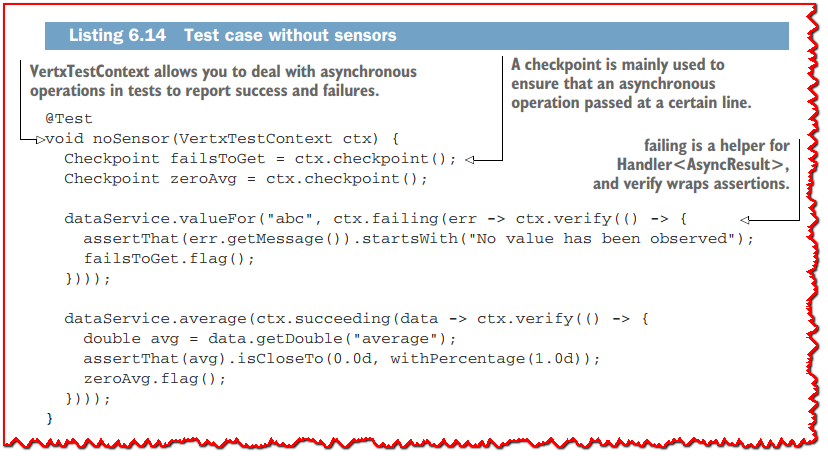 Listing 6.14 Test case without sensors
VertxTestContext allows you to deal with asynchronous
operations in tests to report success and failures.
A checkpoint is mainly used to
ensure that an asynchronous
operation passed at a certain line.
@Test
void noSensor(VertxTestContext ctx) {
  Checkpoint failsToGet = ctx.checkpoint();
  Checkpoint zeroAvg = ctx.checkpoint();
failing is a helper for
Handler<AsyncResult>,
and verify wraps assertions.
  dataService.valueFor("abc", ctx.failing(err -> ctx.verify(() -> {
    assertThat(err.getMessage()).startsWith("No value has been observed");
    failsToGet.flag();
  })));
  dataService.average(ctx.succeeding(data -> ctx.verify(() -> {
    double avg = data.getDouble("average");
    assertThat(avg).isCloseTo(0.0d, withPercentage(1.0d));
    zeroAvg.flag();
  })));
}